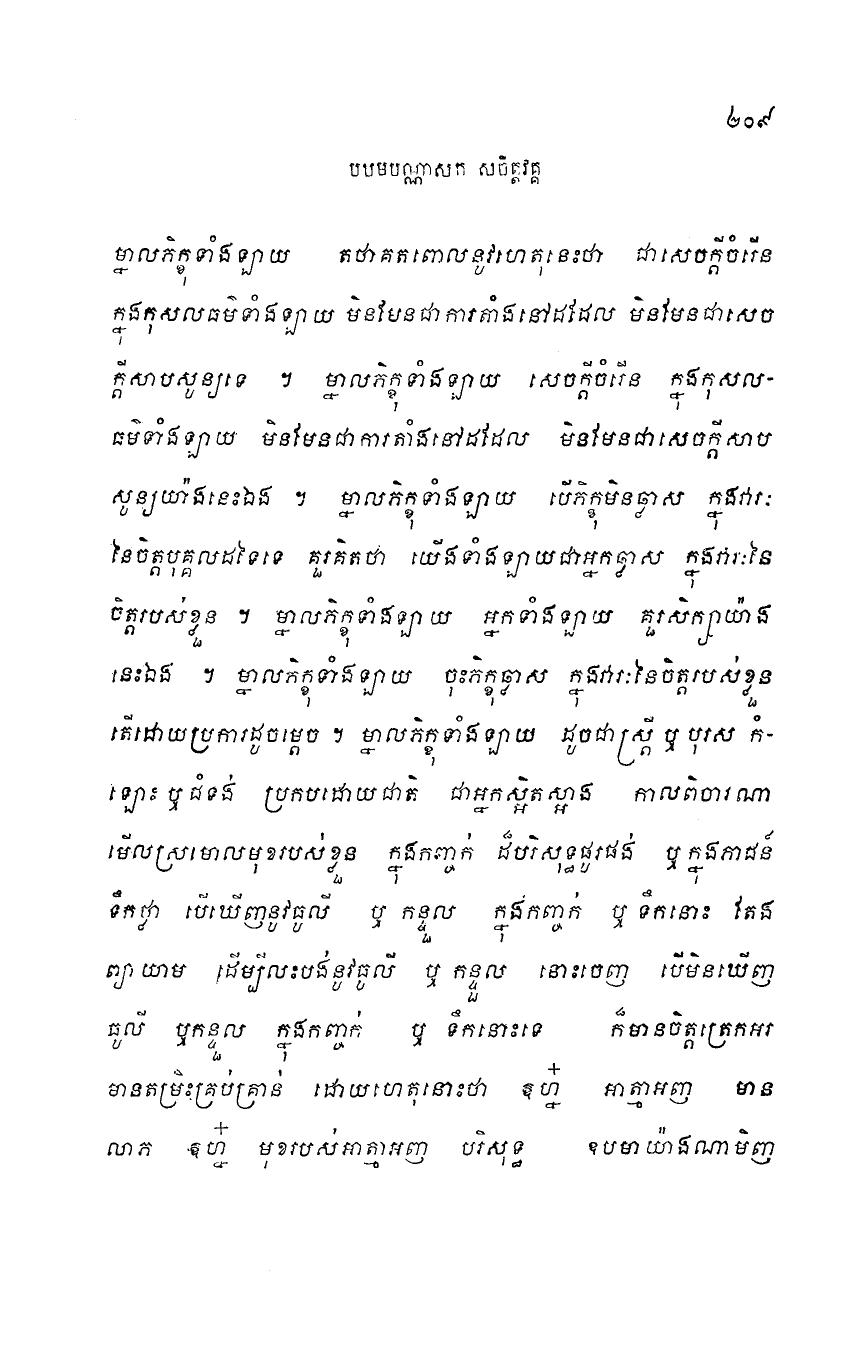 ២០៩
បឋមបណ្ណាសក សចិត្តវគ្គ
ម្នាលភិក្ខុទាំងឡាយ តថាគតពោលនូវហេតុនេះថា ជាសេចក្តីចំរើន
ក្នុងកុសលធម៌ទាំងឡាយ មិនមែនជាការតាំងនៅដដែល មិនមែនជាសេច
ក្តីសាបសូន្យទេ ។ ម្នាលភិក្ខុទាំងឡាយ សេចក្តីចំរើន ក្នុងកុសល-
ធម៌ទាំងឡាយ មិនមែនជាការតាំងនៅដដែល មិនមែនជាសេចក្តីសាប
សូន្យយ៉ាងនេះឯង ។ ម្នាលភិក្ខុទាំងឡាយ បើភិក្ខុមិនឆ្លាស ក្នុងវារៈ
នៃចិត្តបុគ្គលដទៃទេ គួរគិតថា យើងទាំងឡាយជាអ្នកឆ្លាស ក្នុងវារៈនៃ
ចិត្តរបស់ខ្លួន ។ ម្នាលភិក្ខុទាំងឡាយ អ្នកទាំងឡាយ គួរសិក្សាយ៉ាង
នេះឯង ។ ម្នាលភិក្ខុទាំងឡាយ ចុះភិក្ខុឆ្លាស ក្នុងវារៈនៃចិត្តរបស់ខ្លួន
តើដោយប្រការដូចម្តេច ។ ម្នាលភិក្ខុទាំងឡាយ ដូចជាស្រ្តី ឬ បុរស កំ-
ឡោះ ឬ ជំទង់ ប្រកបដោយជាតិ ជាអ្នកស្អិតស្អាង កាលពិចារណា
មើលស្រមោលមុខរបស់ខ្លួន ក្នុងកញ្ចក់ ដ៏បរិសុទ្ធផូរផង់ ឬ ក្នុងភាជន៍
ទឹកថ្លា បើឃើញនូវធូលី ឬ កន្ទួល ក្នុងកញ្ចក់ ឬ ទឹកនោះ តែង
ព្យាយាម ដើម្បីលះបង់នូវធូលី ឬ កន្ទួល នោះចេញ បើមិនឃើញ
ធូលី ឬកន្ទួល ក្នុងកញ្ចក់ ឬ ទឹកនោះទេ ក៏មានចិត្តត្រេកអរ
មានតម្រិះគ្រប់គ្រាន់ ដោយហេតុនោះថា ឧហ្ន៎ អាត្មាអញ មាន
លាភ ឧហ្ន៎ មុខរបស់អាត្មាអញ បរិសុទ្ធ ឧបមាយ៉ាងណាមិញ